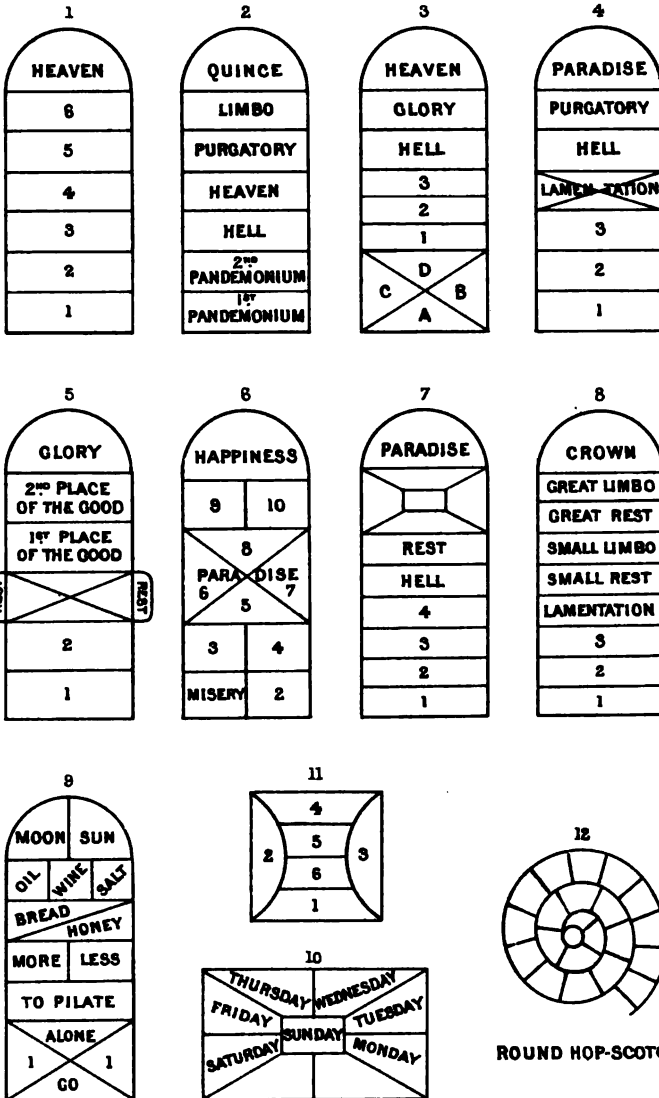 1
HEAVEN
6
5
4
3
2
1
2
QUINCE
LIMBO
PURGATORY
HEAVEN
HELL
2ND
PANDEMONIUM
1ST
PANDEMONIUM
3
HEAVEN
GLORY
HELL
3
2
1
D
C B
A
4
PARADISE
PURGATORY
HELL
LAMEN TATION
3
2
1
5
GLORY
2ND PLACE
OF THE GOOD
1ST PLACE
OF THE GOOD
REST
2
1
6
HAPPINESS
9 10
8
PARADISE
6 7
5
3 4
MISERY 2
7
PARADISE
REST
HELL
4
3
2
1
8
CROWN
GREAT LIMBO
GREAT REST
SMALL LIMBO
SMALL REST
LAMENTATION
3
2
1
9
MOON SUN
OIL WINE SALT
BREAD
HONEY
MORE LESS
TO PILATE
ALONE
1 1
GO
11
4
5
2 3
6
1
10
THURSDAY WEDNESDAY
FRIDAY TUESDAY
SUNDAY
SATURDAY MONDAY
12
ROUND HOP-SCOTC